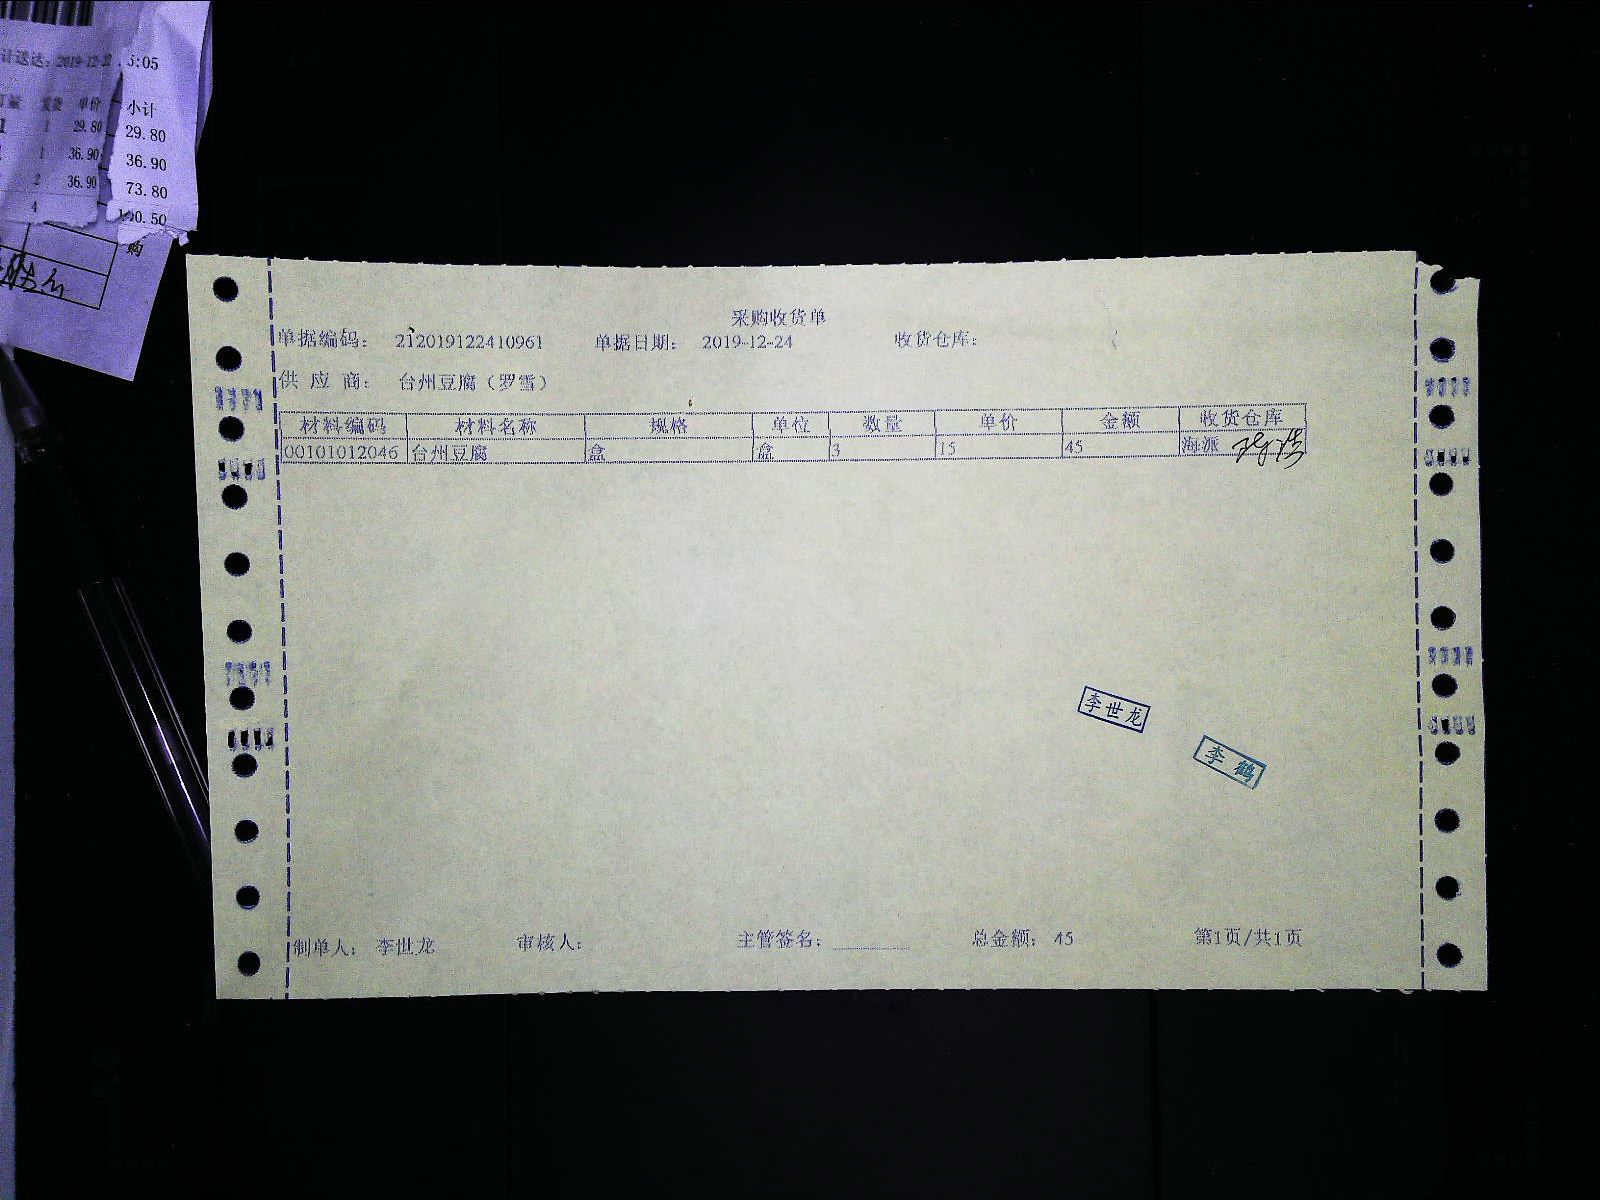 计送达: 2019-12-22
5:05
单价 小计
1 29.80 29.80
1 36.90 36.90
2 36.90 73.80
4
100.50
购
采购收货单
单据编码: 212019122410961 单据日期: 2019-12-24 收货仓库:
供 应 商: 台州豆腐(罗雪)
材料编码 材料名称 规格 单位 数量 单价 金额 收货仓库
00101012046 台州豆腐 盒 盒 3 15 45 海派
李世龙
李鹤
制单人: 李世龙 审核人: 主管签名: 总金额: 45 第1页/共1页